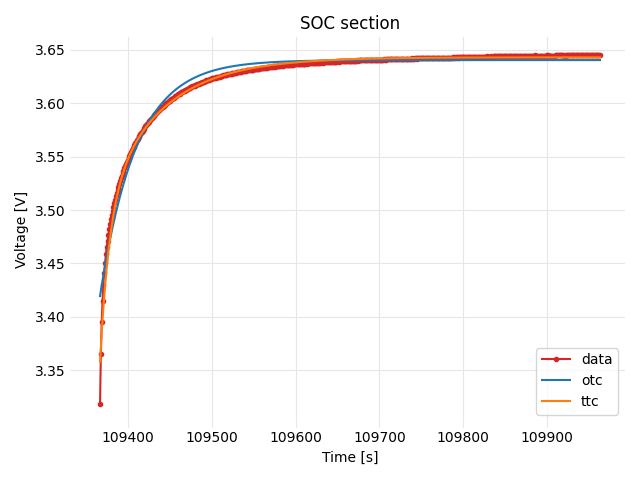 SOC section
Voltage [V]
3.65
3.60
3.55
3.50
3.45
3.40
3.35
data
otc
ttc
109400 109500 109600 109700 109800 109900
Time [s]